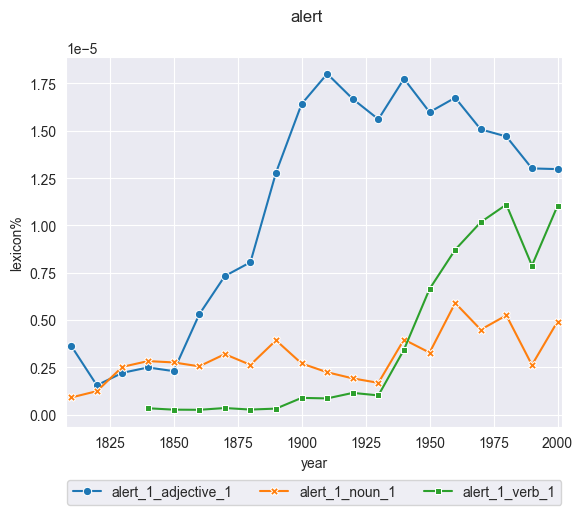 alert
1e−5
1.75
1.50
1.25
1.00
0.75
0.50
0.25
0.00
lexicon%
1825 1850 1875 1900 1925 1950 1975 2000
year
alert_1_adjective_1 alert_1_noun_1 alert_1_verb_1